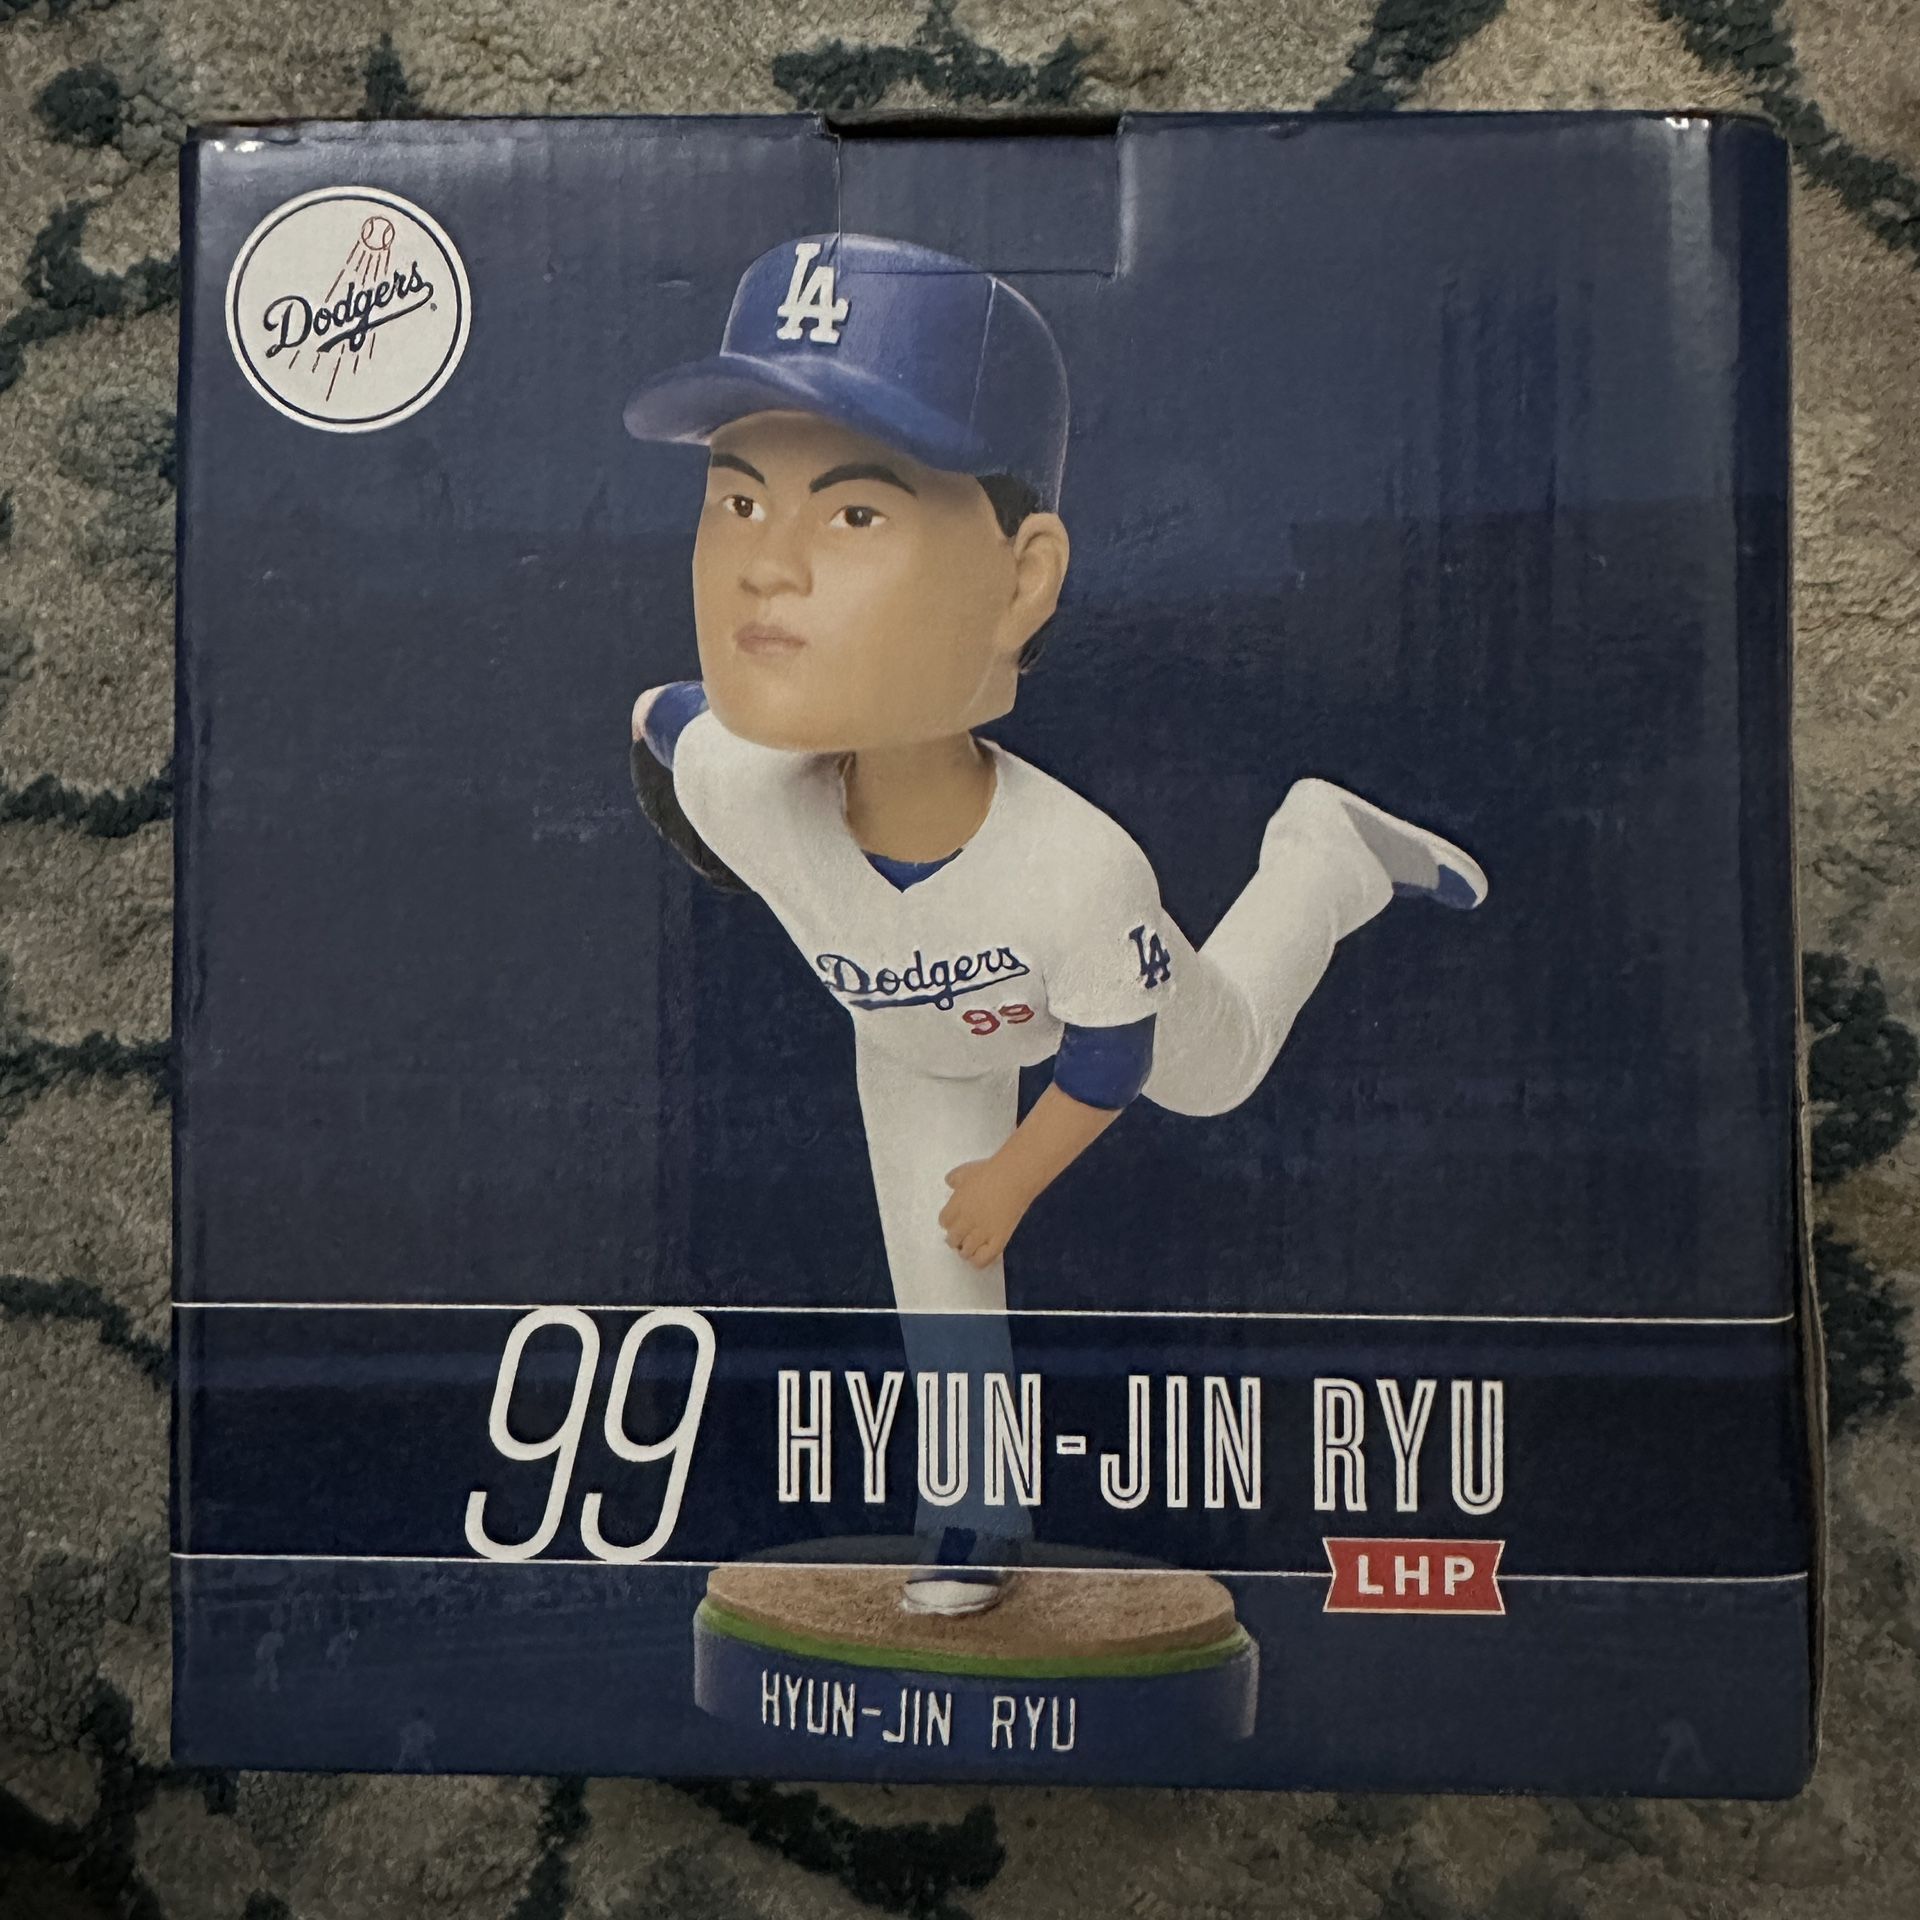 Dodgers
LA
Dodgers
99
LA
99 HYUN-JIN RYU
LHP
HYUN-JIN RYU